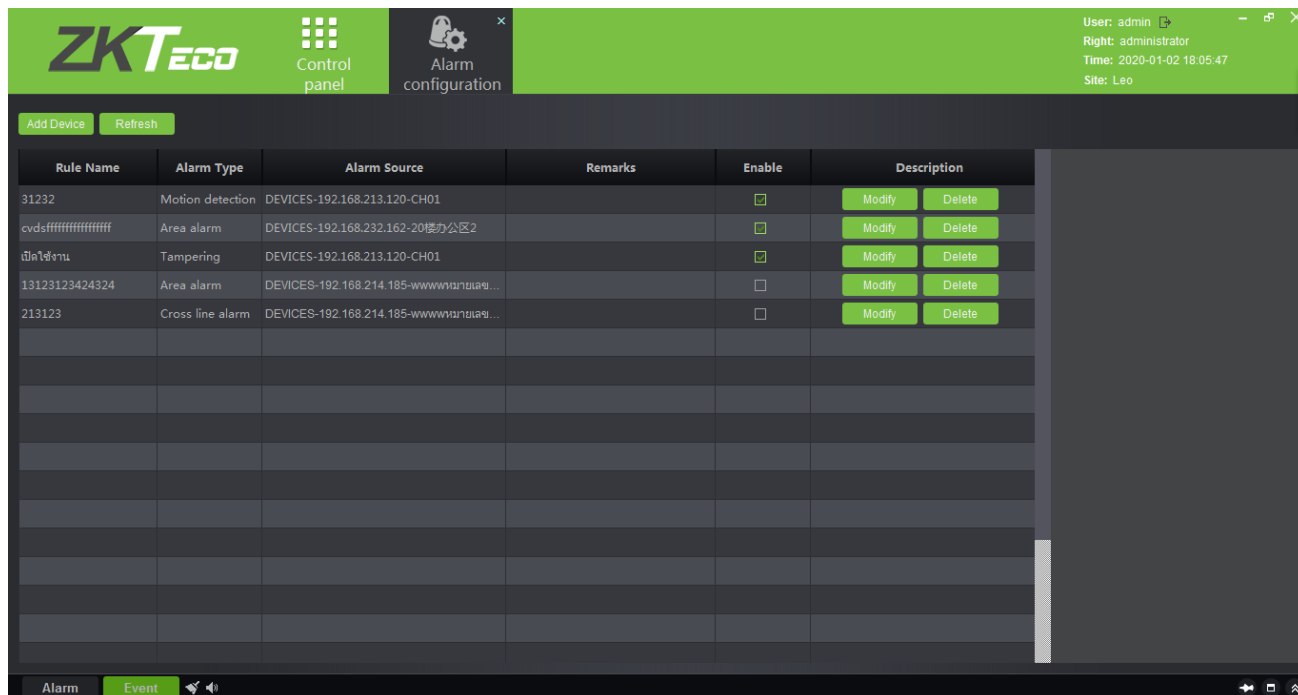 ZKTECO
Control
panel
Alarm
configuration
User: admin
Right: administrator
Time: 2020-01-02 18:05:47
Site: Leo
Add Device Refresh
Rule Name Alarm Type Alarm Source Remarks Enable Description
31232 Motion detection DEVICES-192.168.213.120-CH01 Modify Delete
cvdsfffffffffffffffff Area alarm DEVICES-192.168.232.162-20楼办公区2 Modify Delete
เปิดใช้งาน Tampering DEVICES-192.168.213.120-CH01 Modify Delete
13123123424324 Area alarm DEVICES-192.168.214.185-wwwwหมายเลข... Modify Delete
213123 Cross line alarm DEVICES-192.168.214.185-wwwwหมายเลข... Modify Delete
Alarm Event